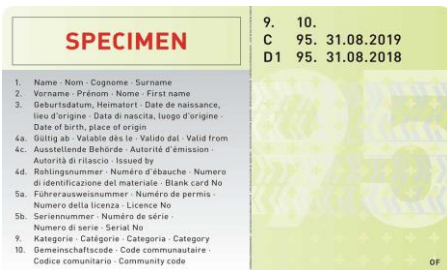 SPECIMEN
1. Name · Nom · Cognome · Surname
2. Vorname · Prénom · Nome · First name
3. Geburtsdatum, Heimatort · Date de naissance,
lieu d'origine · Data di nascita, luogo d'origine ·
Date of birth, place of origin
4a. Gültig ab · Valable dès le · Valido dal · Valid from
4c. Ausstellende Behörde · Autorité d'émission ·
Autorità di rilascio · Issued by
4d. Rohlingsnummer · Numéro d'ébauche · Numero
di identificazione del materiale · Blank card No
5a. Führerausweisnummer · Numéro de permis ·
Numero della licenza · Licence No
5b. Seriennummer · Numéro de série ·
Numero di serie · Serial No
9. Kategorie · Catégorie · Categoria · Category
10. Gemeinschaftscode · Code communautaire ·
Codice comunitario · Community code
9. 10.
C 95. 31.08.2019
D1 95. 31.08.2018
95
OF